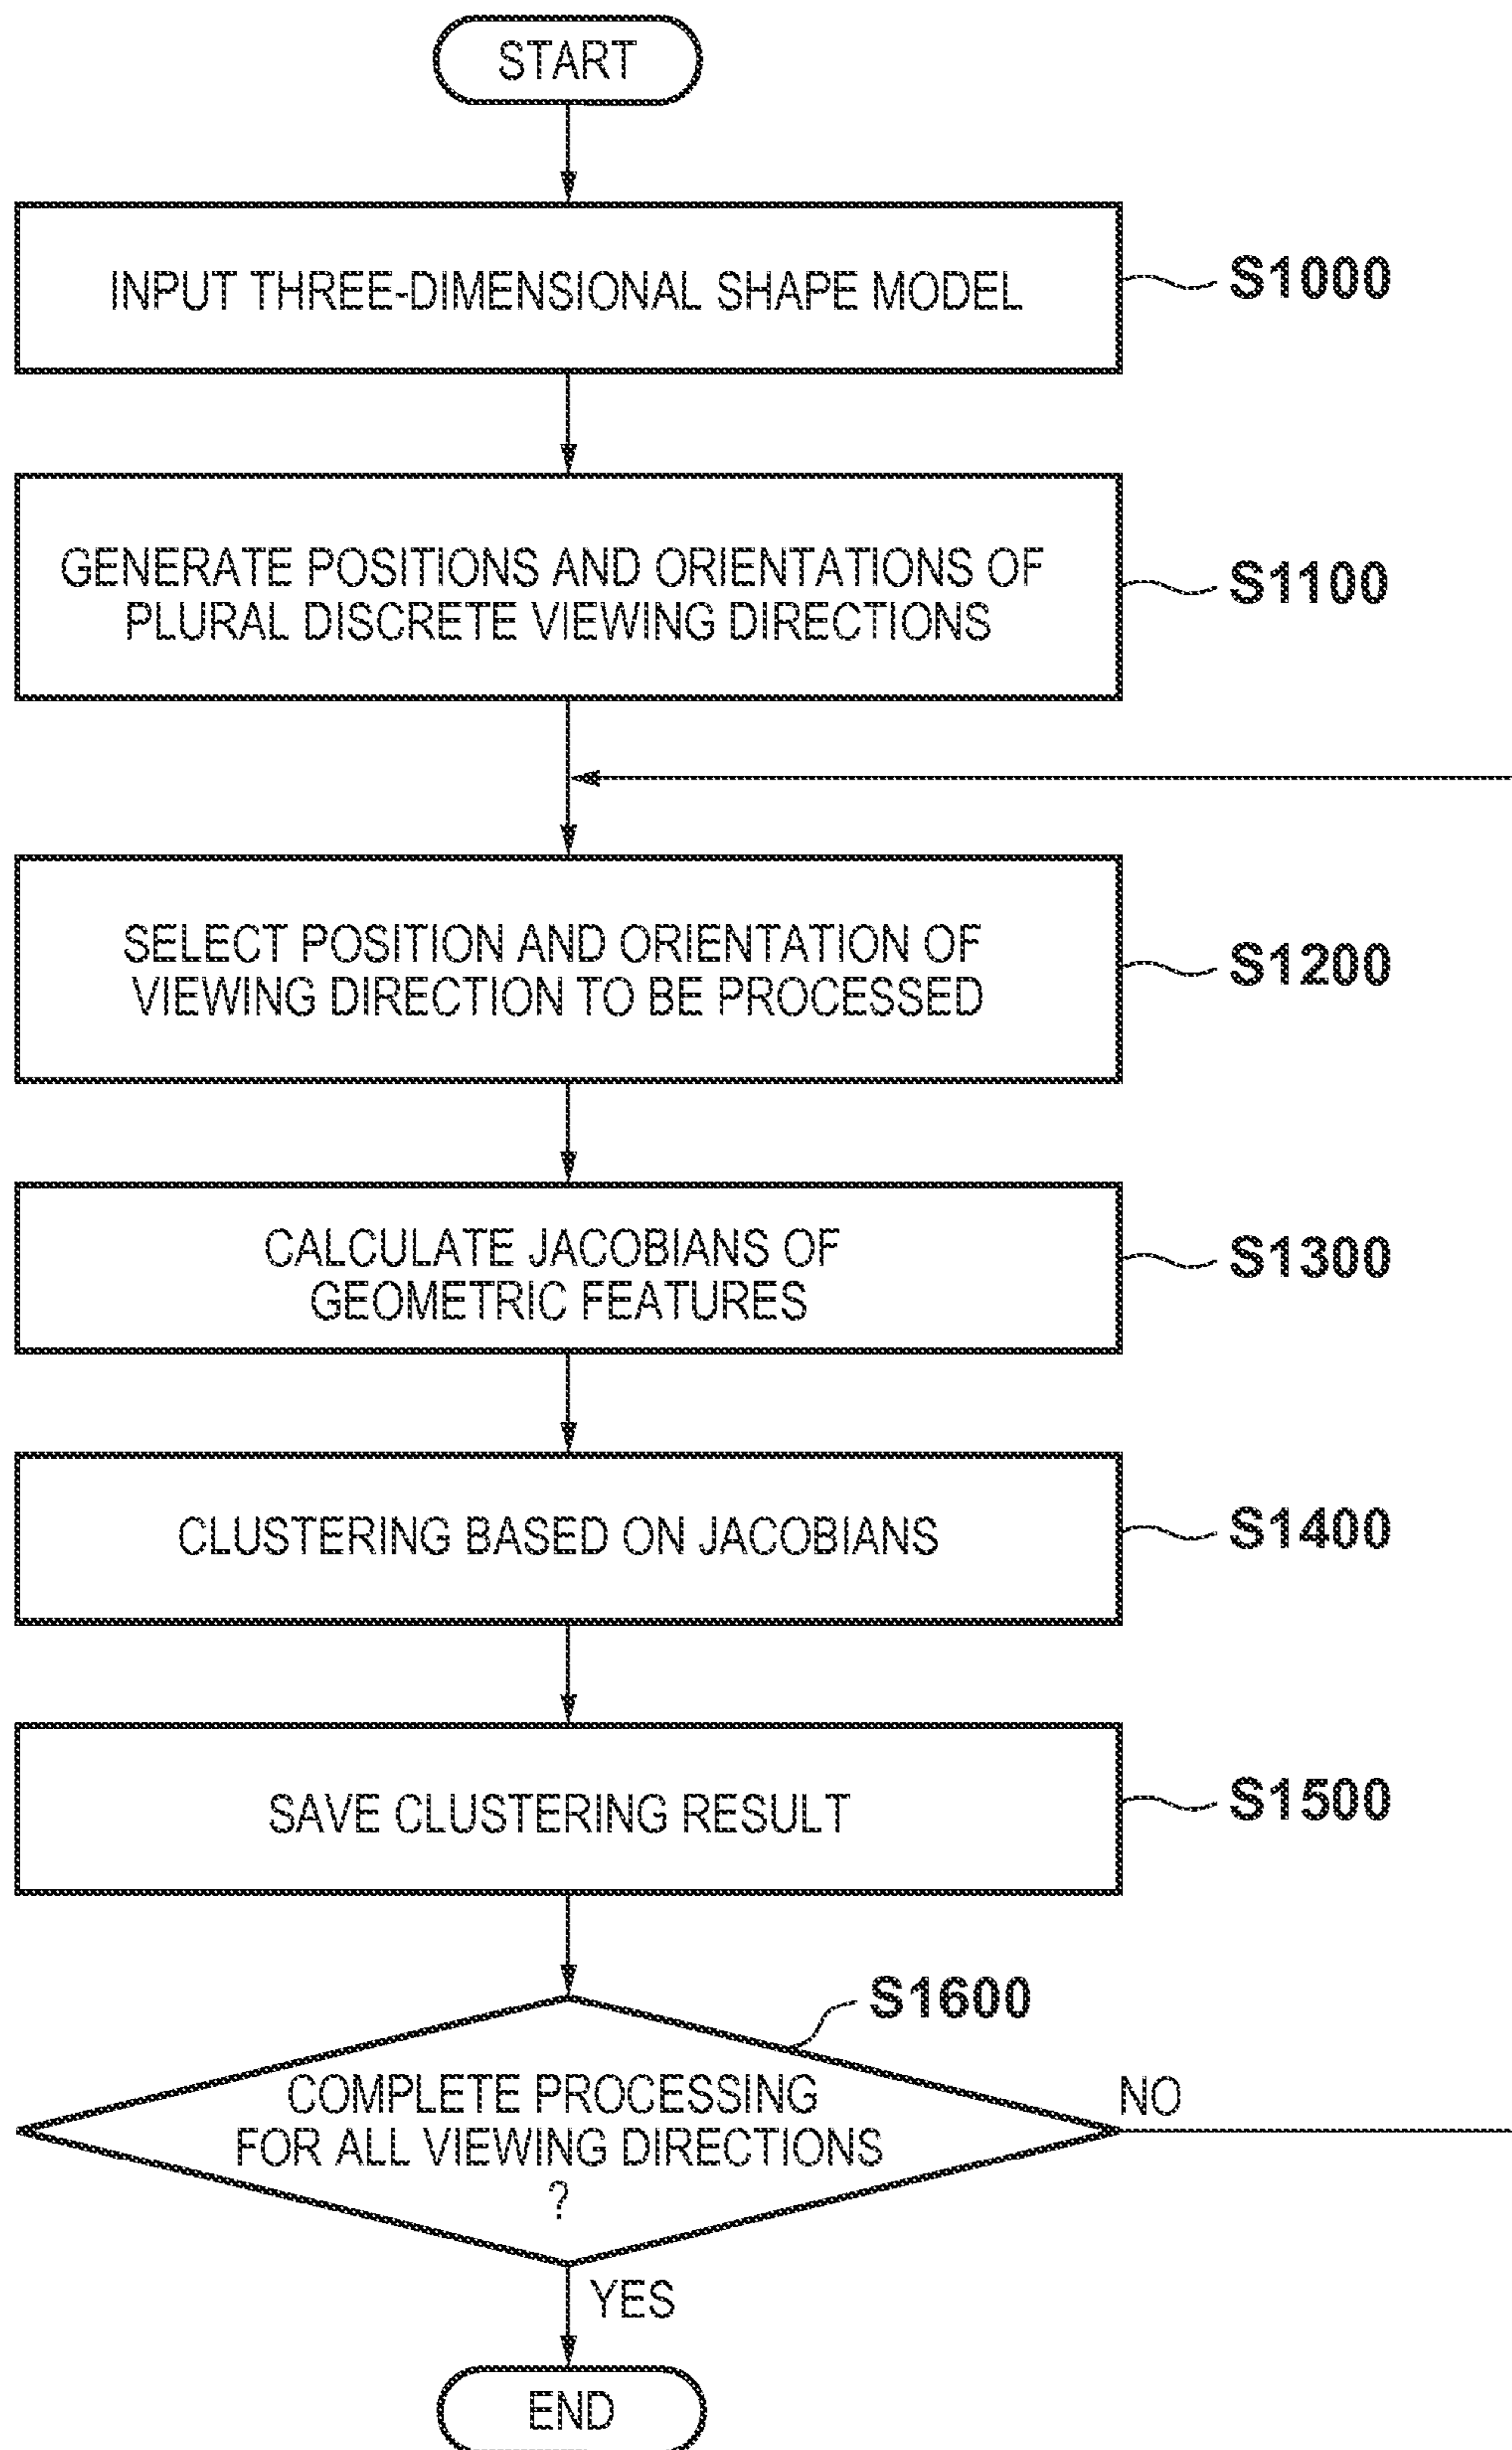 START
INPUT THREE-DIMENSIONAL SHAPE MODEL
S1000
GENERATE POSITIONS AND ORIENTATIONS OF
PLURAL DISCRETE VIEWING DIRECTIONS
S1100
SELECT POSITION AND ORIENTATION OF
VIEWING DIRECTION TO BE PROCESSED
S1200
CALCULATE JACOBIANS OF
GEOMETRIC FEATURES
S1300
CLUSTERING BASED ON JACOBIANS
S1400
SAVE CLUSTERING RESULT
S1500
S1600
COMPLETE PROCESSING
FOR ALL VIEWING DIRECTIONS
?
NO
YES
END